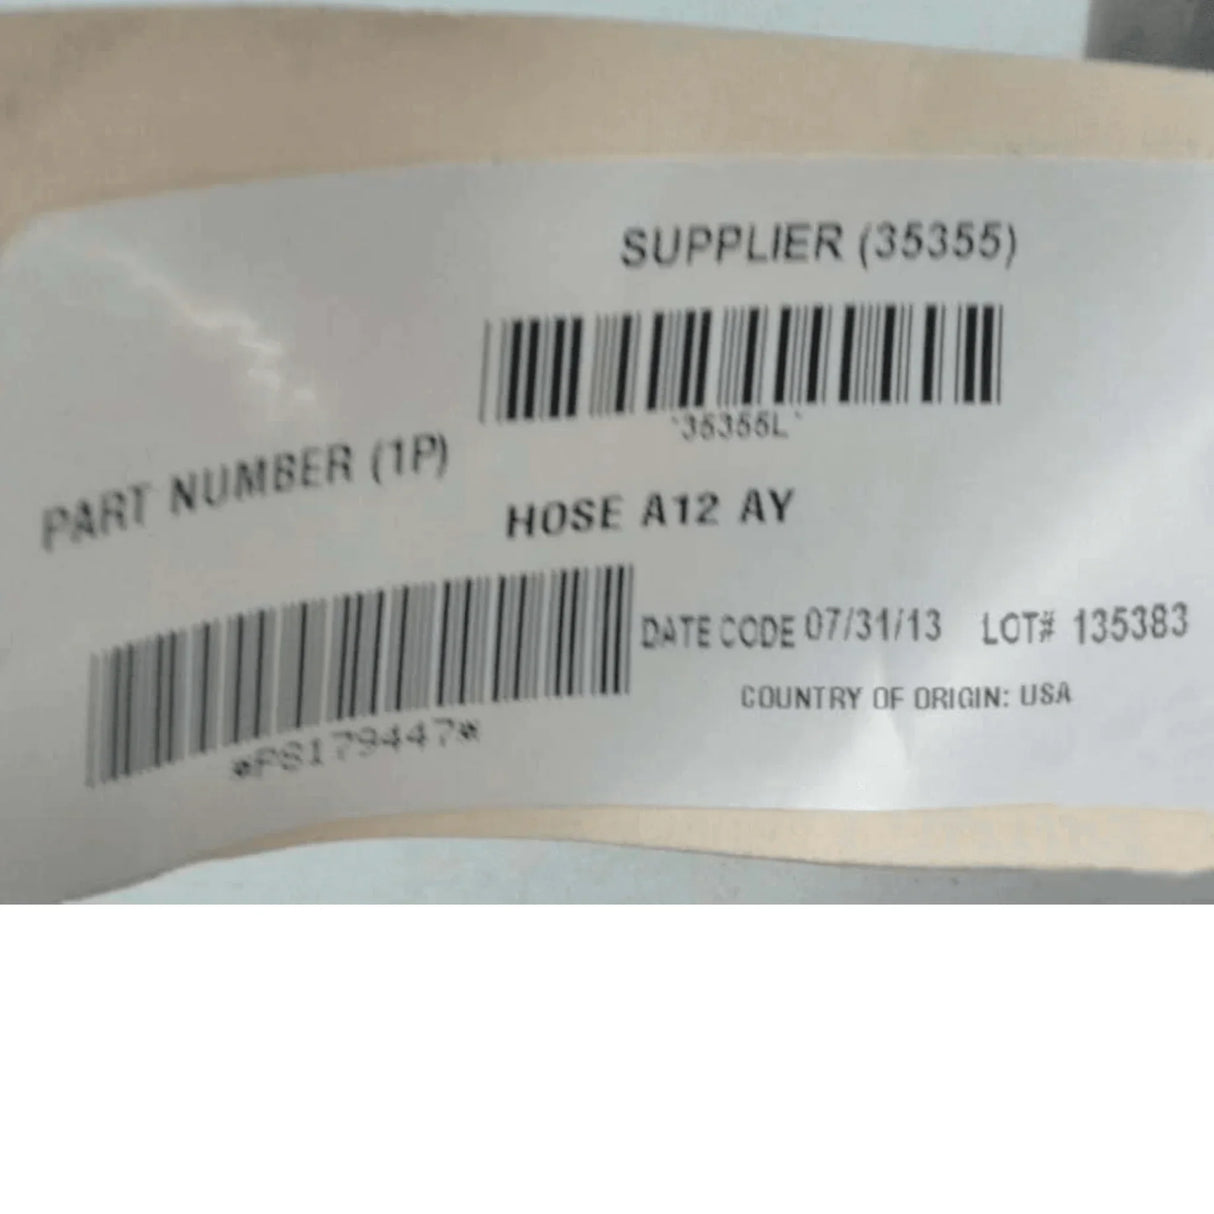 SUPPLIER (35355)
*35355L*
PART NUMBER (1P)
HOSE A12 AY
DATE CODE 07/31/13 LOT# 135383
COUNTRY OF ORIGIN: USA
*PS179447*